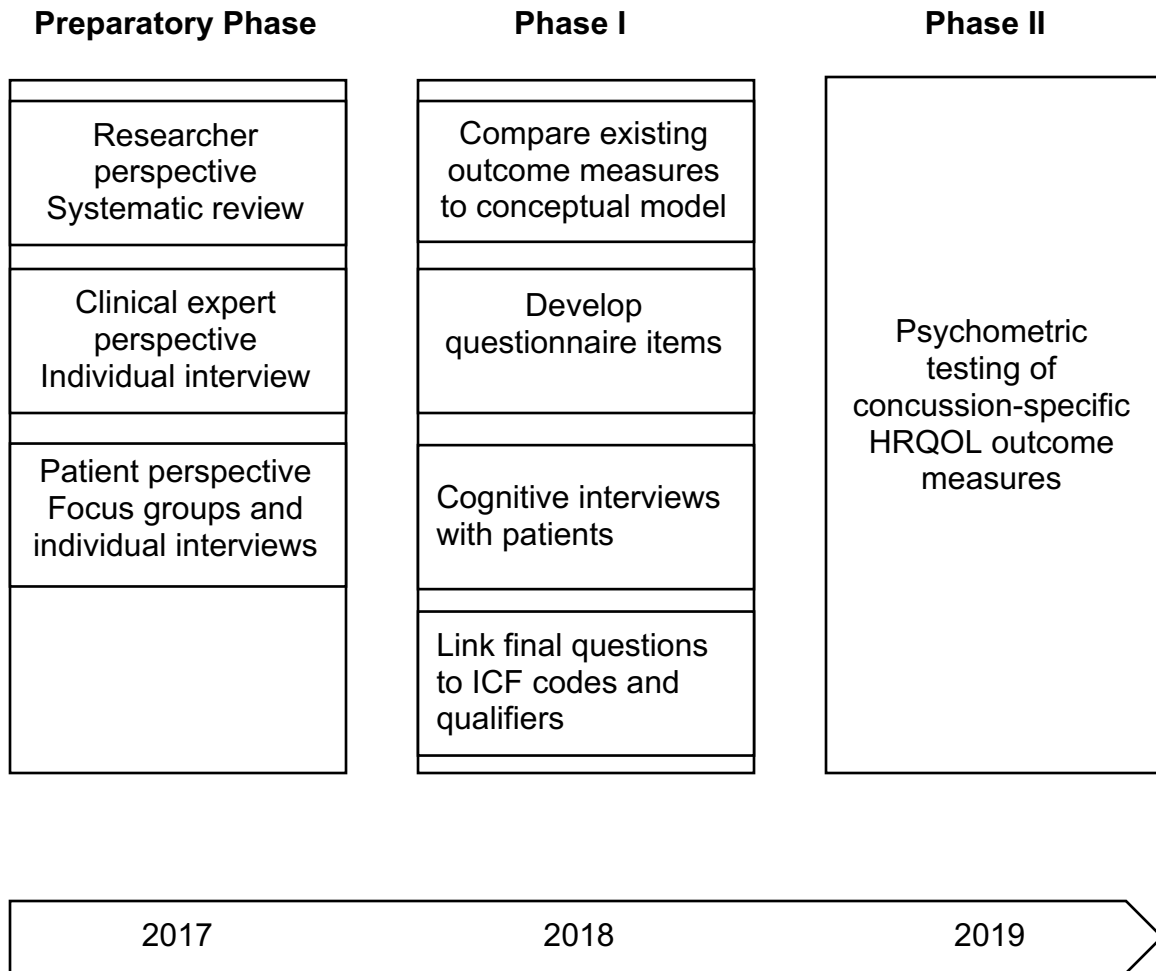 Preparatory Phase
Researcher
perspective
Systematic review
Clinical expert
perspective
Individual interview
Patient perspective
Focus groups and
individual interviews
Phase I
Compare existing
outcome measures
to conceptual model
Develop
questionnaire items
Cognitive interviews
with patients
Link final questions
to ICF codes and
qualifiers
Phase II
Psychometric
testing of
concussion-specific
HRQOL outcome
measures
2017
2018
2019